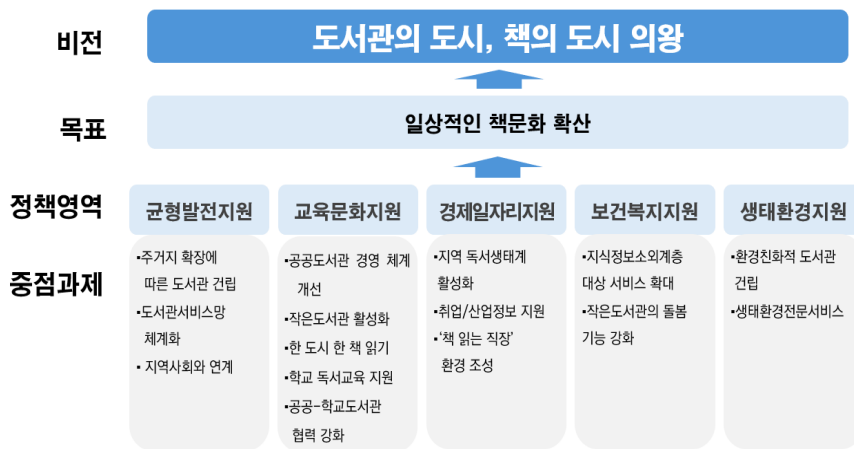 비전
도서관의 도시, 책의 도시 의왕
목표
일상적인 책문화 확산
정책영역
균형발전지원
교육문화지원
경제일자리지원
보건복지지원
생태환경지원
중점과제
▪주거지 확장에
따른 도서관 건립
▪도서관서비스망
체계화
▪ 지역사회와 연계
▪공공도서관 경영 체계
개선
▪작은도서관 활성화
▪한 도시 한 책 읽기
▪학교 독서교육 지원
▪공공-학교도서관
협력 강화
▪지역 독서생태계
활성화
▪취업/산업정보 지원
▪'책 읽는 직장'
환경 조성
▪지식정보소외계층
대상 서비스 확대
▪작은도서관의 돌봄
기능 강화
▪환경친화적 도서관
건립
▪생태환경전문서비스